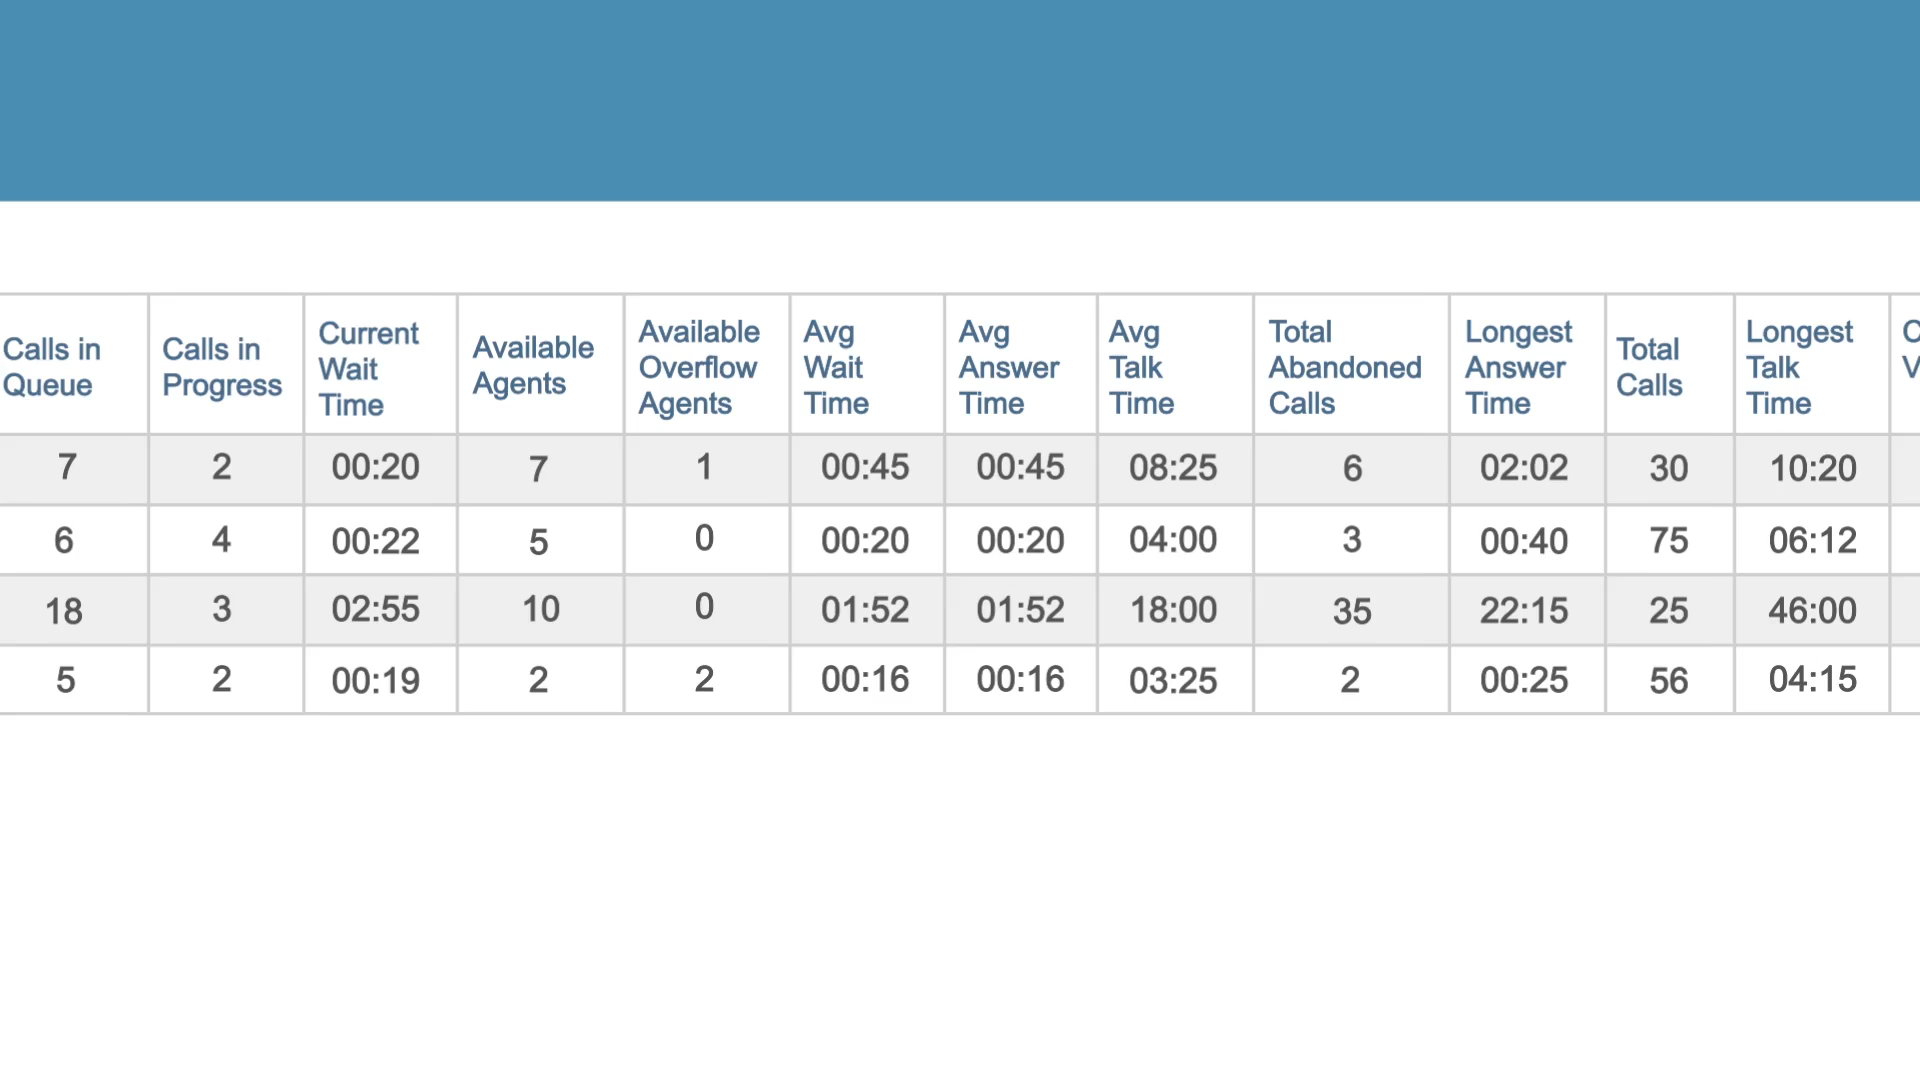 Calls in Queue | Calls in Progress | Current Wait Time | Available Agents | Available Overflow Agents | Avg Wait Time | Avg Answer Time | Avg Talk Time | Total Abandoned Calls | Longest Answer Time | Total Calls | Longest Talk Time
7 | 2 | 00:20 | 7 | 1 | 00:45 | 00:45 | 08:25 | 6 | 02:02 | 30 | 10:20
6 | 4 | 00:22 | 5 | 0 | 00:20 | 00:20 | 04:00 | 3 | 00:40 | 75 | 06:12
18 | 3 | 02:55 | 10 | 0 | 01:52 | 01:52 | 18:00 | 35 | 22:15 | 25 | 46:00
5 | 2 | 00:19 | 2 | 2 | 00:16 | 00:16 | 03:25 | 2 | 00:25 | 56 | 04:15